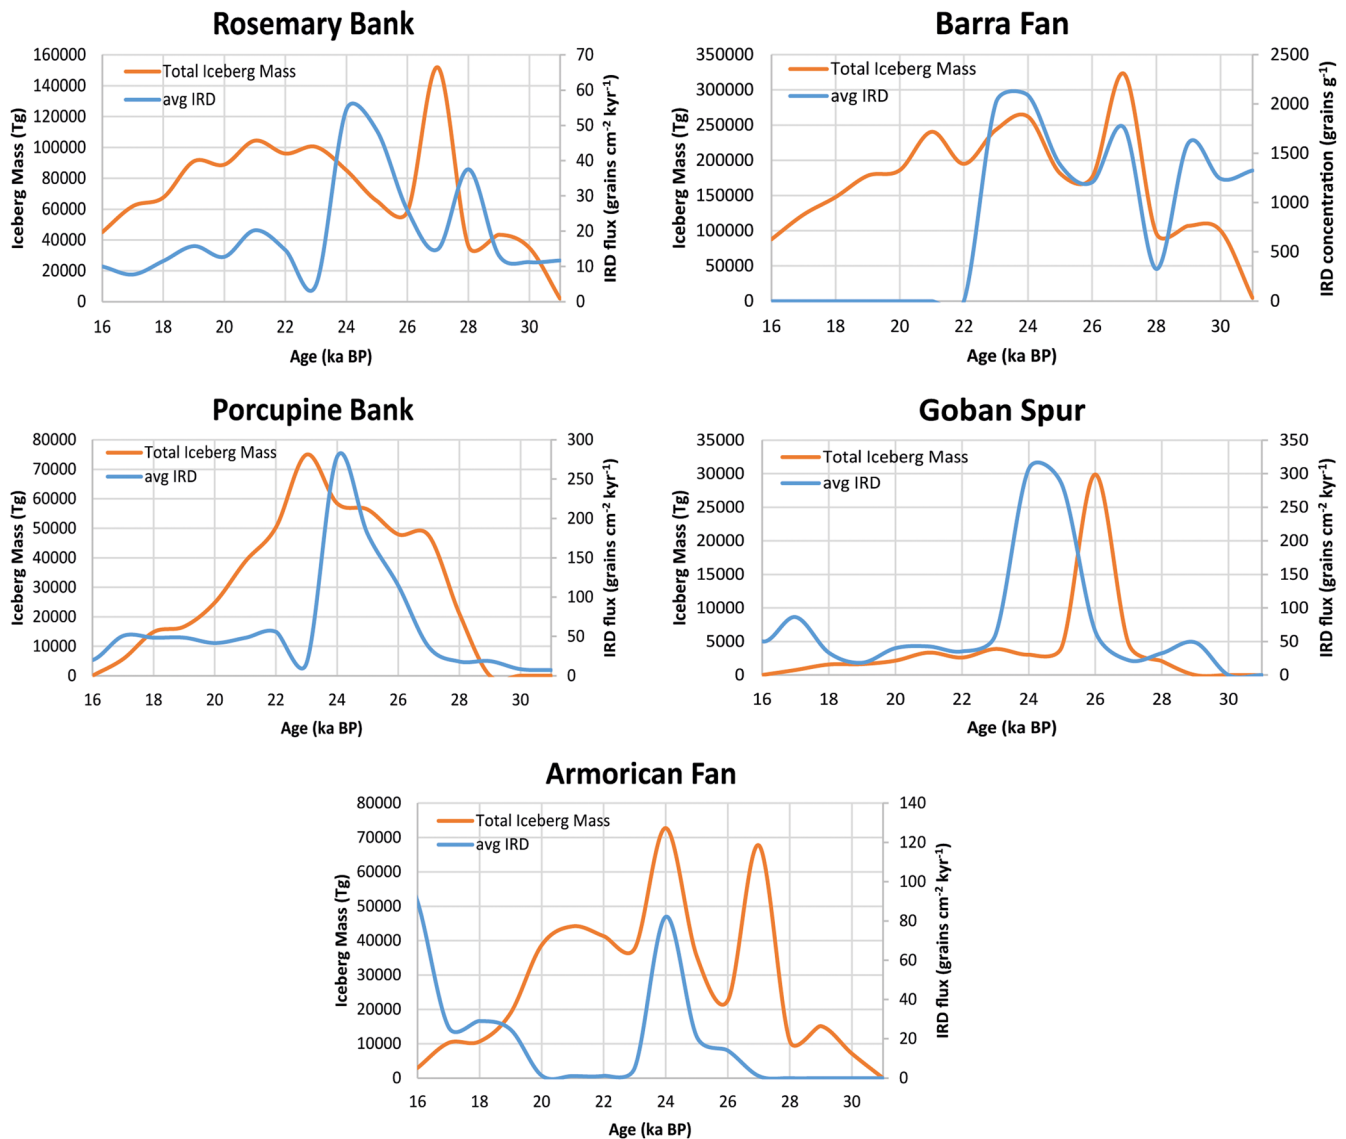 Rosemary Bank
Total Iceberg Mass
avg IRD
160000
140000
120000
100000
80000
60000
40000
20000
0
Iceberg Mass (Tg)
70
60
50
40
30
20
10
0
IRD flux (grains cm⁻² kyr⁻¹)
16 18 20 22 24 26 28 30
Age (ka BP)
Barra Fan
Total Iceberg Mass
avg IRD
350000
300000
250000
200000
150000
100000
50000
0
Iceberg Mass (Tg)
2500
2000
1500
1000
500
0
IRD concentration (grains g⁻¹)
16 18 20 22 24 26 28 30
Age (ka BP)
Porcupine Bank
Total Iceberg Mass
avg IRD
80000
70000
60000
50000
40000
30000
20000
10000
0
Iceberg Mass (Tg)
300
250
200
150
100
50
0
IRD flux (grains cm⁻² kyr⁻¹)
16 18 20 22 24 26 28 30
Age (ka BP)
Goban Spur
Total Iceberg Mass
avg IRD
35000
30000
25000
20000
15000
10000
5000
0
Iceberg Mass (Tg)
350
300
250
200
150
100
50
0
IRD flux (grains cm⁻² kyr⁻¹)
16 18 20 22 24 26 28 30
Age (ka BP)
Armorican Fan
Total Iceberg Mass
avg IRD
80000
70000
60000
50000
40000
30000
20000
10000
0
Iceberg Mass (Tg)
140
120
100
80
60
40
20
0
IRD flux (grains cm⁻² kyr⁻¹)
16 18 20 22 24 26 28 30
Age (ka BP)